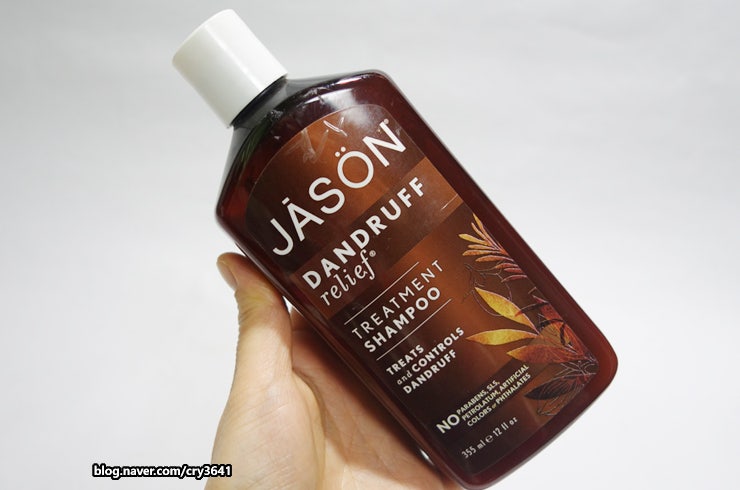 JĀSÖN®
DANDRUFF
relief®
TREATMENT
SHAMPOO
TREATS
and CONTROLS
DANDRUFF
NO PARABENS, SLS,
PETROLATUM, ARTIFICIAL
COLORS or PHTHALATES
355 ml e 12 fl oz
blog.naver.com/cry3641